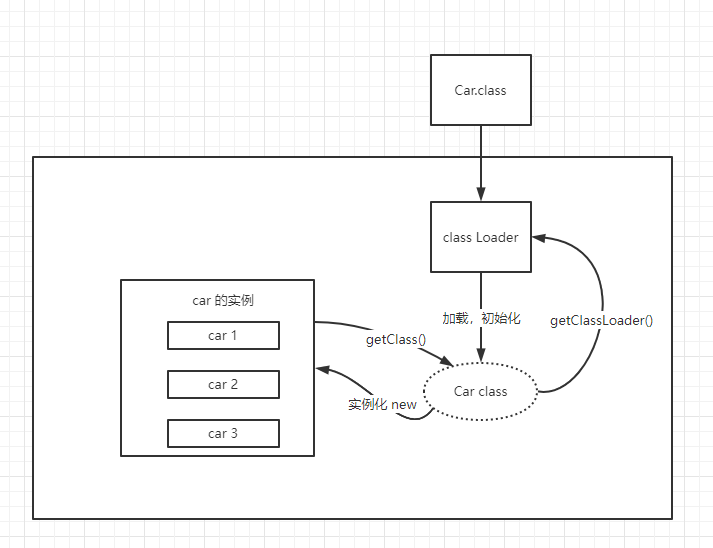 Car.class
class Loader
加载，初始化
getClassLoader()
car 的实例
car 1
getClass()
car 2
Car class
实例化 new
car 3